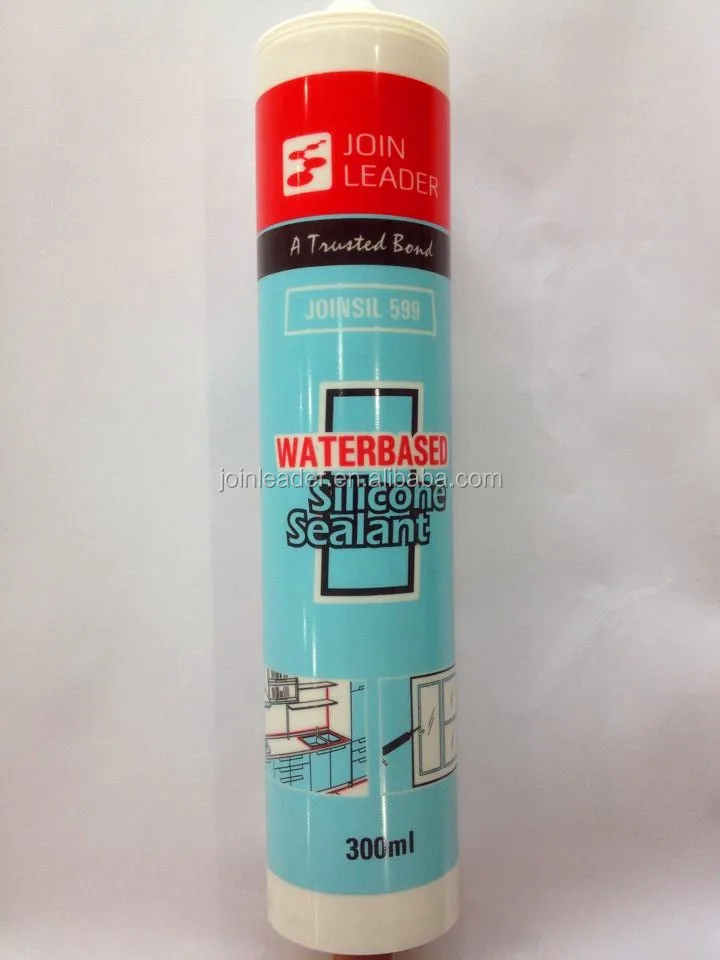 JOIN
LEADER
A Trusted Bond
JOINSIL 599
WATERBASED
joinleader.en.alibaba.com
Silicone
Sealant
300ml